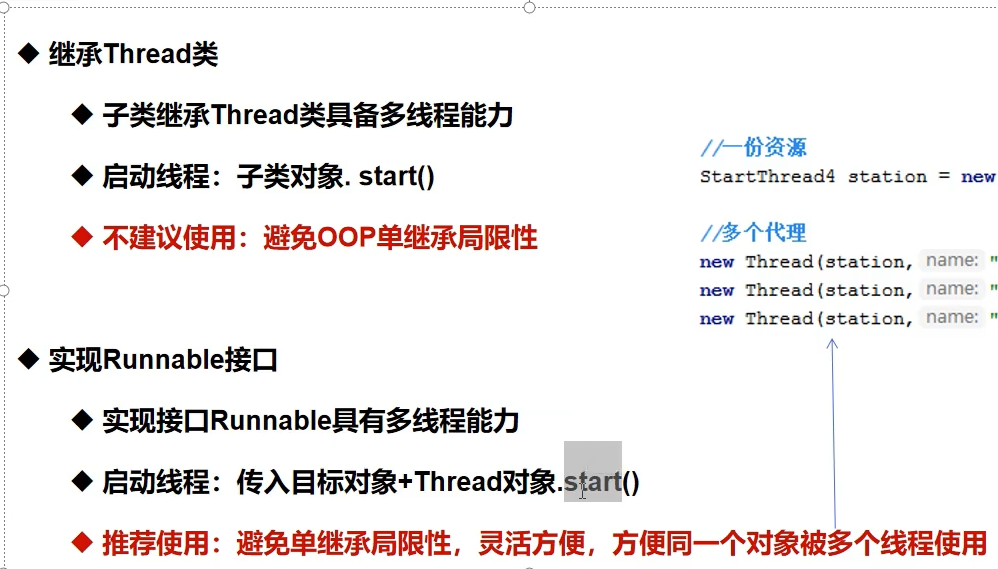 继承Thread类
子类继承Thread类具备多线程能力
启动线程：子类对象. start()
不建议使用：避免OOP单继承局限性
//一份资源
StartThread4 station = new
//多个代理
new Thread(station, name: "
new Thread(station, name: "
new Thread(station, name: "
实现Runnable接口
实现接口Runnable具有多线程能力
启动线程：传入目标对象+Thread对象.start()
推荐使用：避免单继承局限性，灵活方便，方便同一个对象被多个线程使用